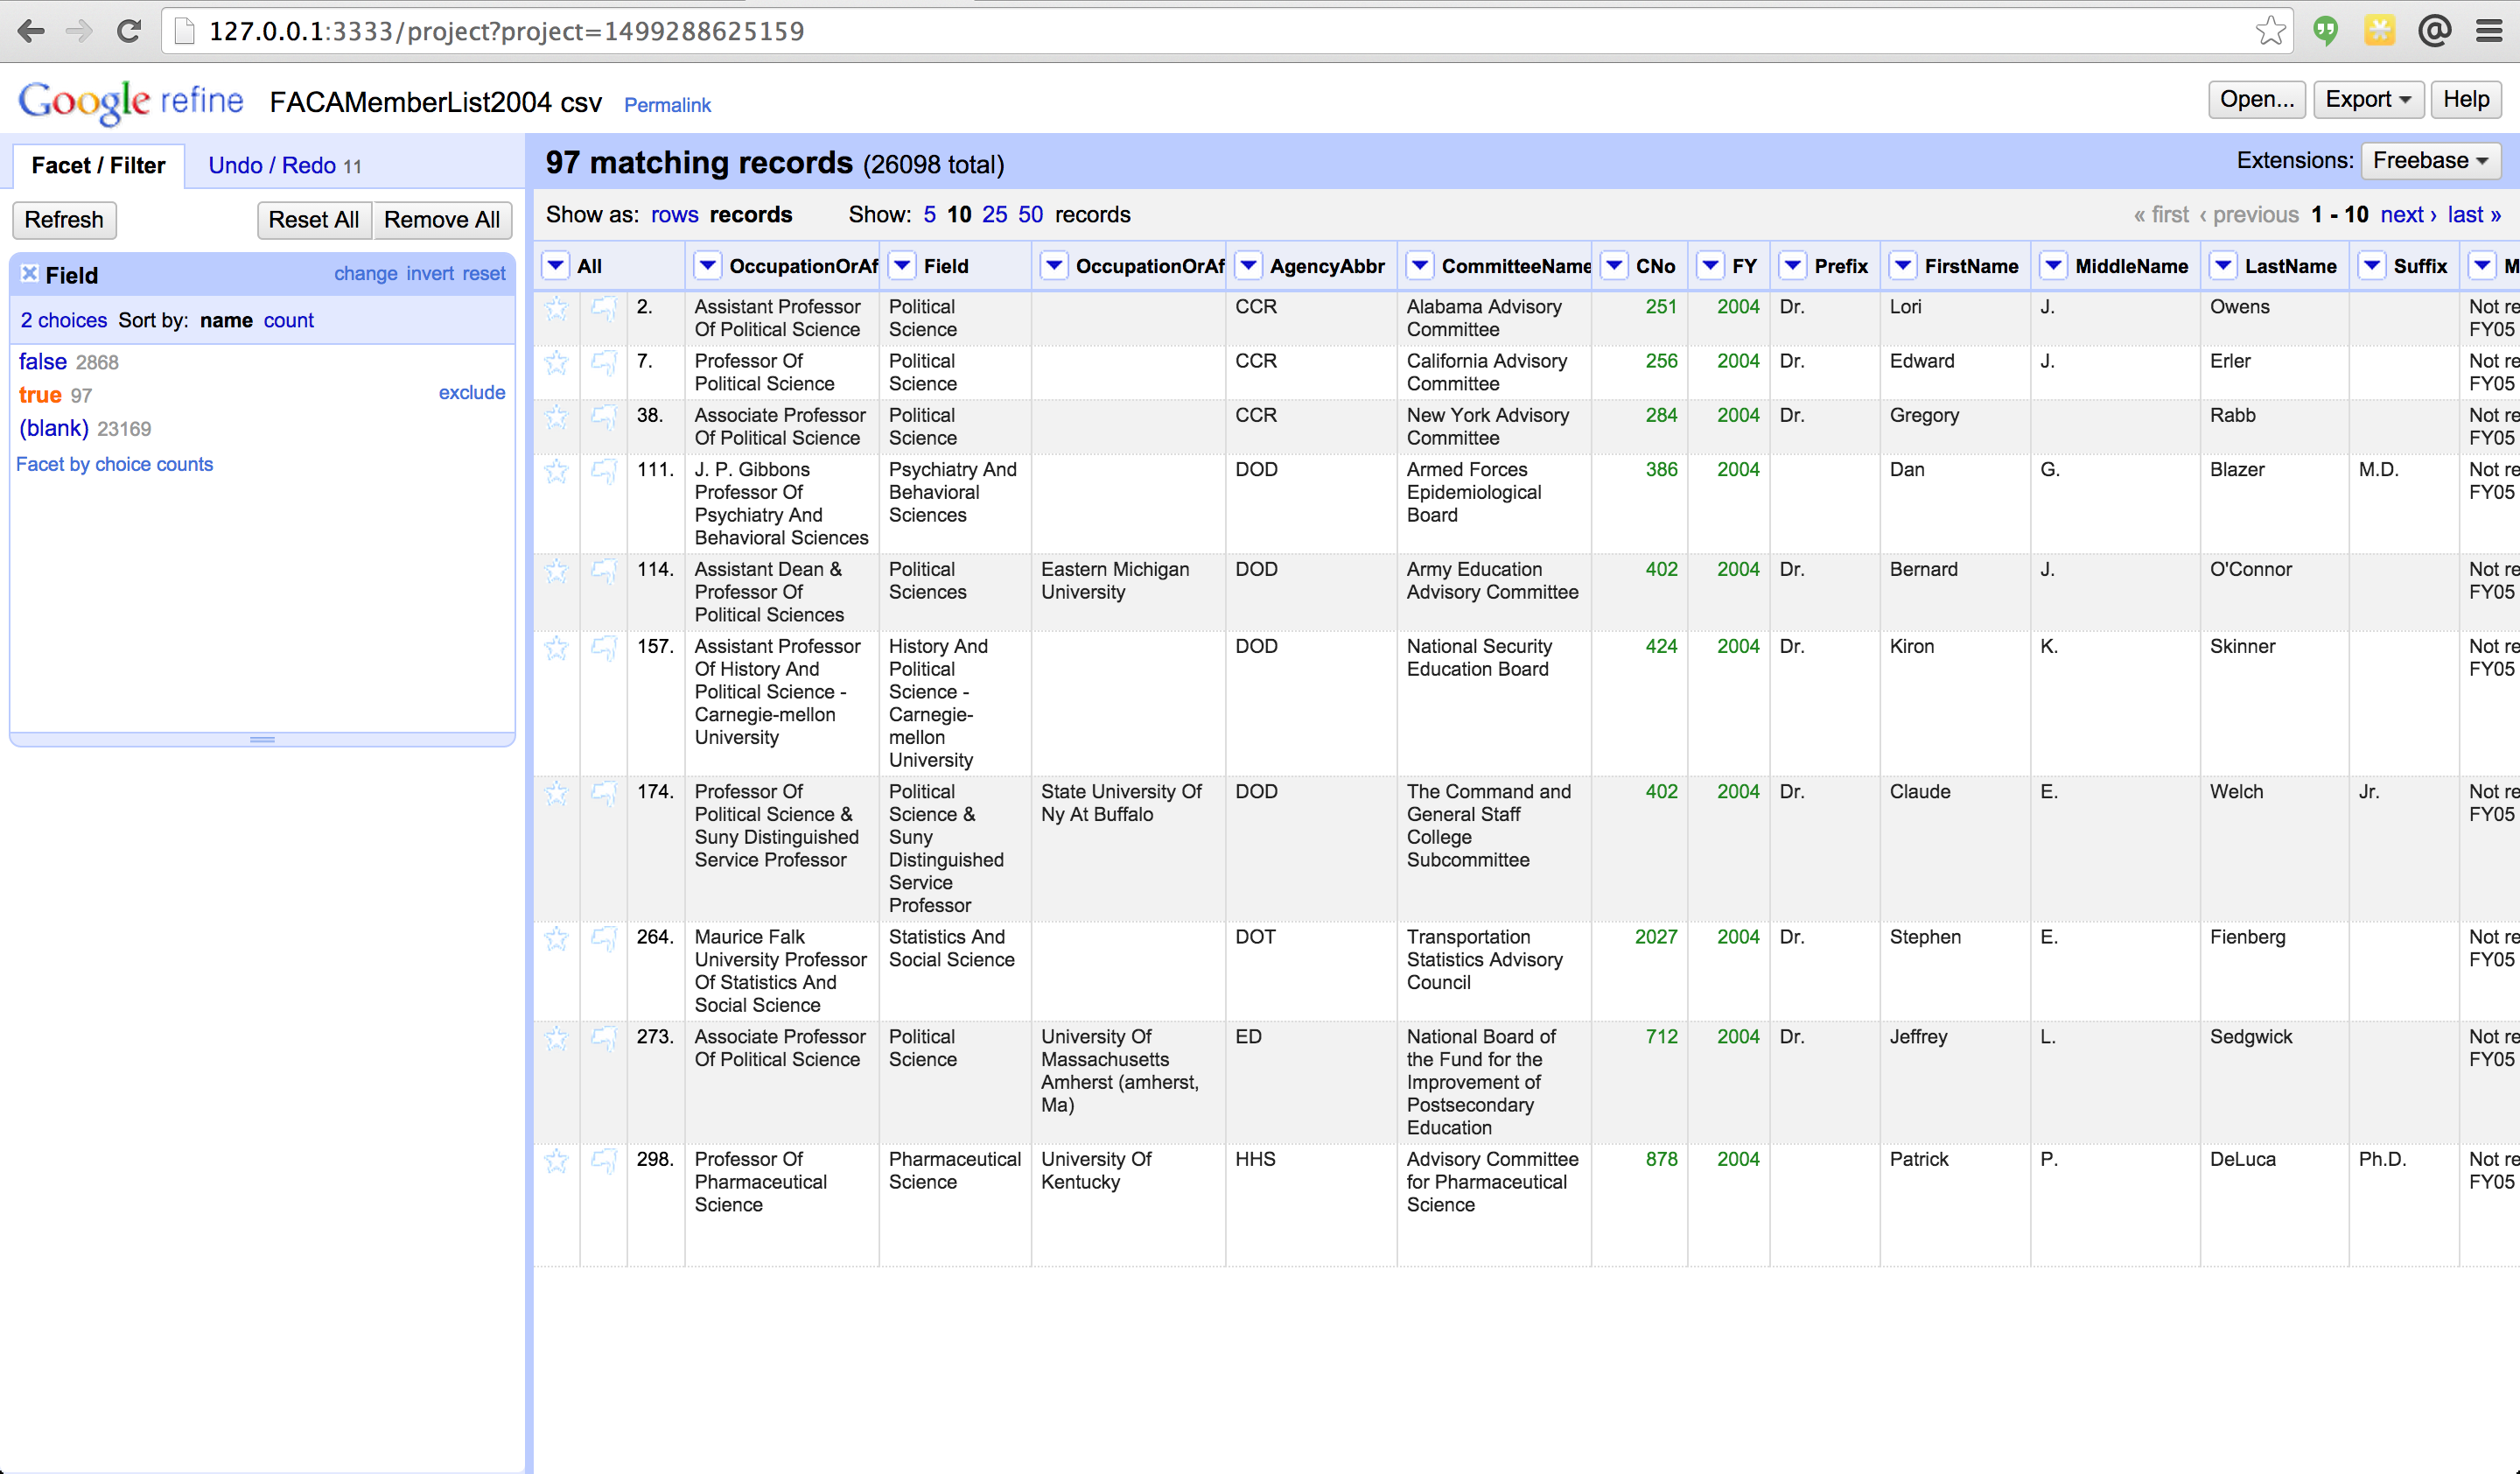 127.0.0.1:3333/project?project=1499288625159
Google refine FACAMemberList2004 csv Permalink
Open... Export Help
Facet / Filter Undo / Redo 11
97 matching records (26098 total)
Extensions: Freebase
Refresh Reset All Remove All
Show as: rows records Show: 5 10 25 50 records
« first ‹ previous 1 - 10 next › last »
Field change invert reset
2 choices Sort by: name count
false 2868
true 97 exclude
(blank) 23169
Facet by choice counts
All OccupationOrAf Field OccupationOrAf AgencyAbbr CommitteeName CNo FY Prefix FirstName MiddleName LastName Suffix M
2. Assistant Professor Political CCR Alabama Advisory 251 2004 Dr. Lori J. Owens Not re
Of Political Science Science Committee FY05
7. Professor Of Political CCR California Advisory 256 2004 Dr. Edward J. Erler Not re
Political Science Science Committee FY05
38. Associate Professor Political CCR New York Advisory 284 2004 Dr. Gregory Rabb Not re
Of Political Science Science Committee FY05
111. J. P. Gibbons Psychiatry And DOD Armed Forces 386 2004 Dan G. Blazer M.D. Not re
Professor Of Behavioral Epidemiological FY05
Psychiatry And Sciences Board
Behavioral Sciences
114. Assistant Dean & Political Eastern Michigan DOD Army Education 402 2004 Dr. Bernard J. O'Connor Not re
Professor Of Sciences University Advisory Committee FY05
Political Sciences
157. Assistant Professor History And DOD National Security 424 2004 Dr. Kiron K. Skinner Not re
Of History And Political Education Board FY05
Political Science - Science -
Carnegie-mellon Carnegie-
University mellon
University
174. Professor Of Political State University Of DOD The Command and 402 2004 Dr. Claude E. Welch Jr. Not re
Political Science & Science & Ny At Buffalo General Staff FY05
Suny Distinguished Suny College
Service Professor Distinguished Subcommittee
Service
Professor
264. Maurice Falk Statistics And DOT Transportation 2027 2004 Dr. Stephen E. Fienberg Not re
University Professor Social Science Statistics Advisory FY05
Of Statistics And Council
Social Science
273. Associate Professor Political University Of ED National Board of 712 2004 Dr. Jeffrey L. Sedgwick Not re
Of Political Science Science Massachusetts the Fund for the FY05
Amherst (amherst, Improvement of
Ma) Postsecondary
Education
298. Professor Of Pharmaceutical University Of HHS Advisory Committee 878 2004 Patrick P. DeLuca Ph.D. Not re
Pharmaceutical Science Kentucky for Pharmaceutical FY05
Science Science